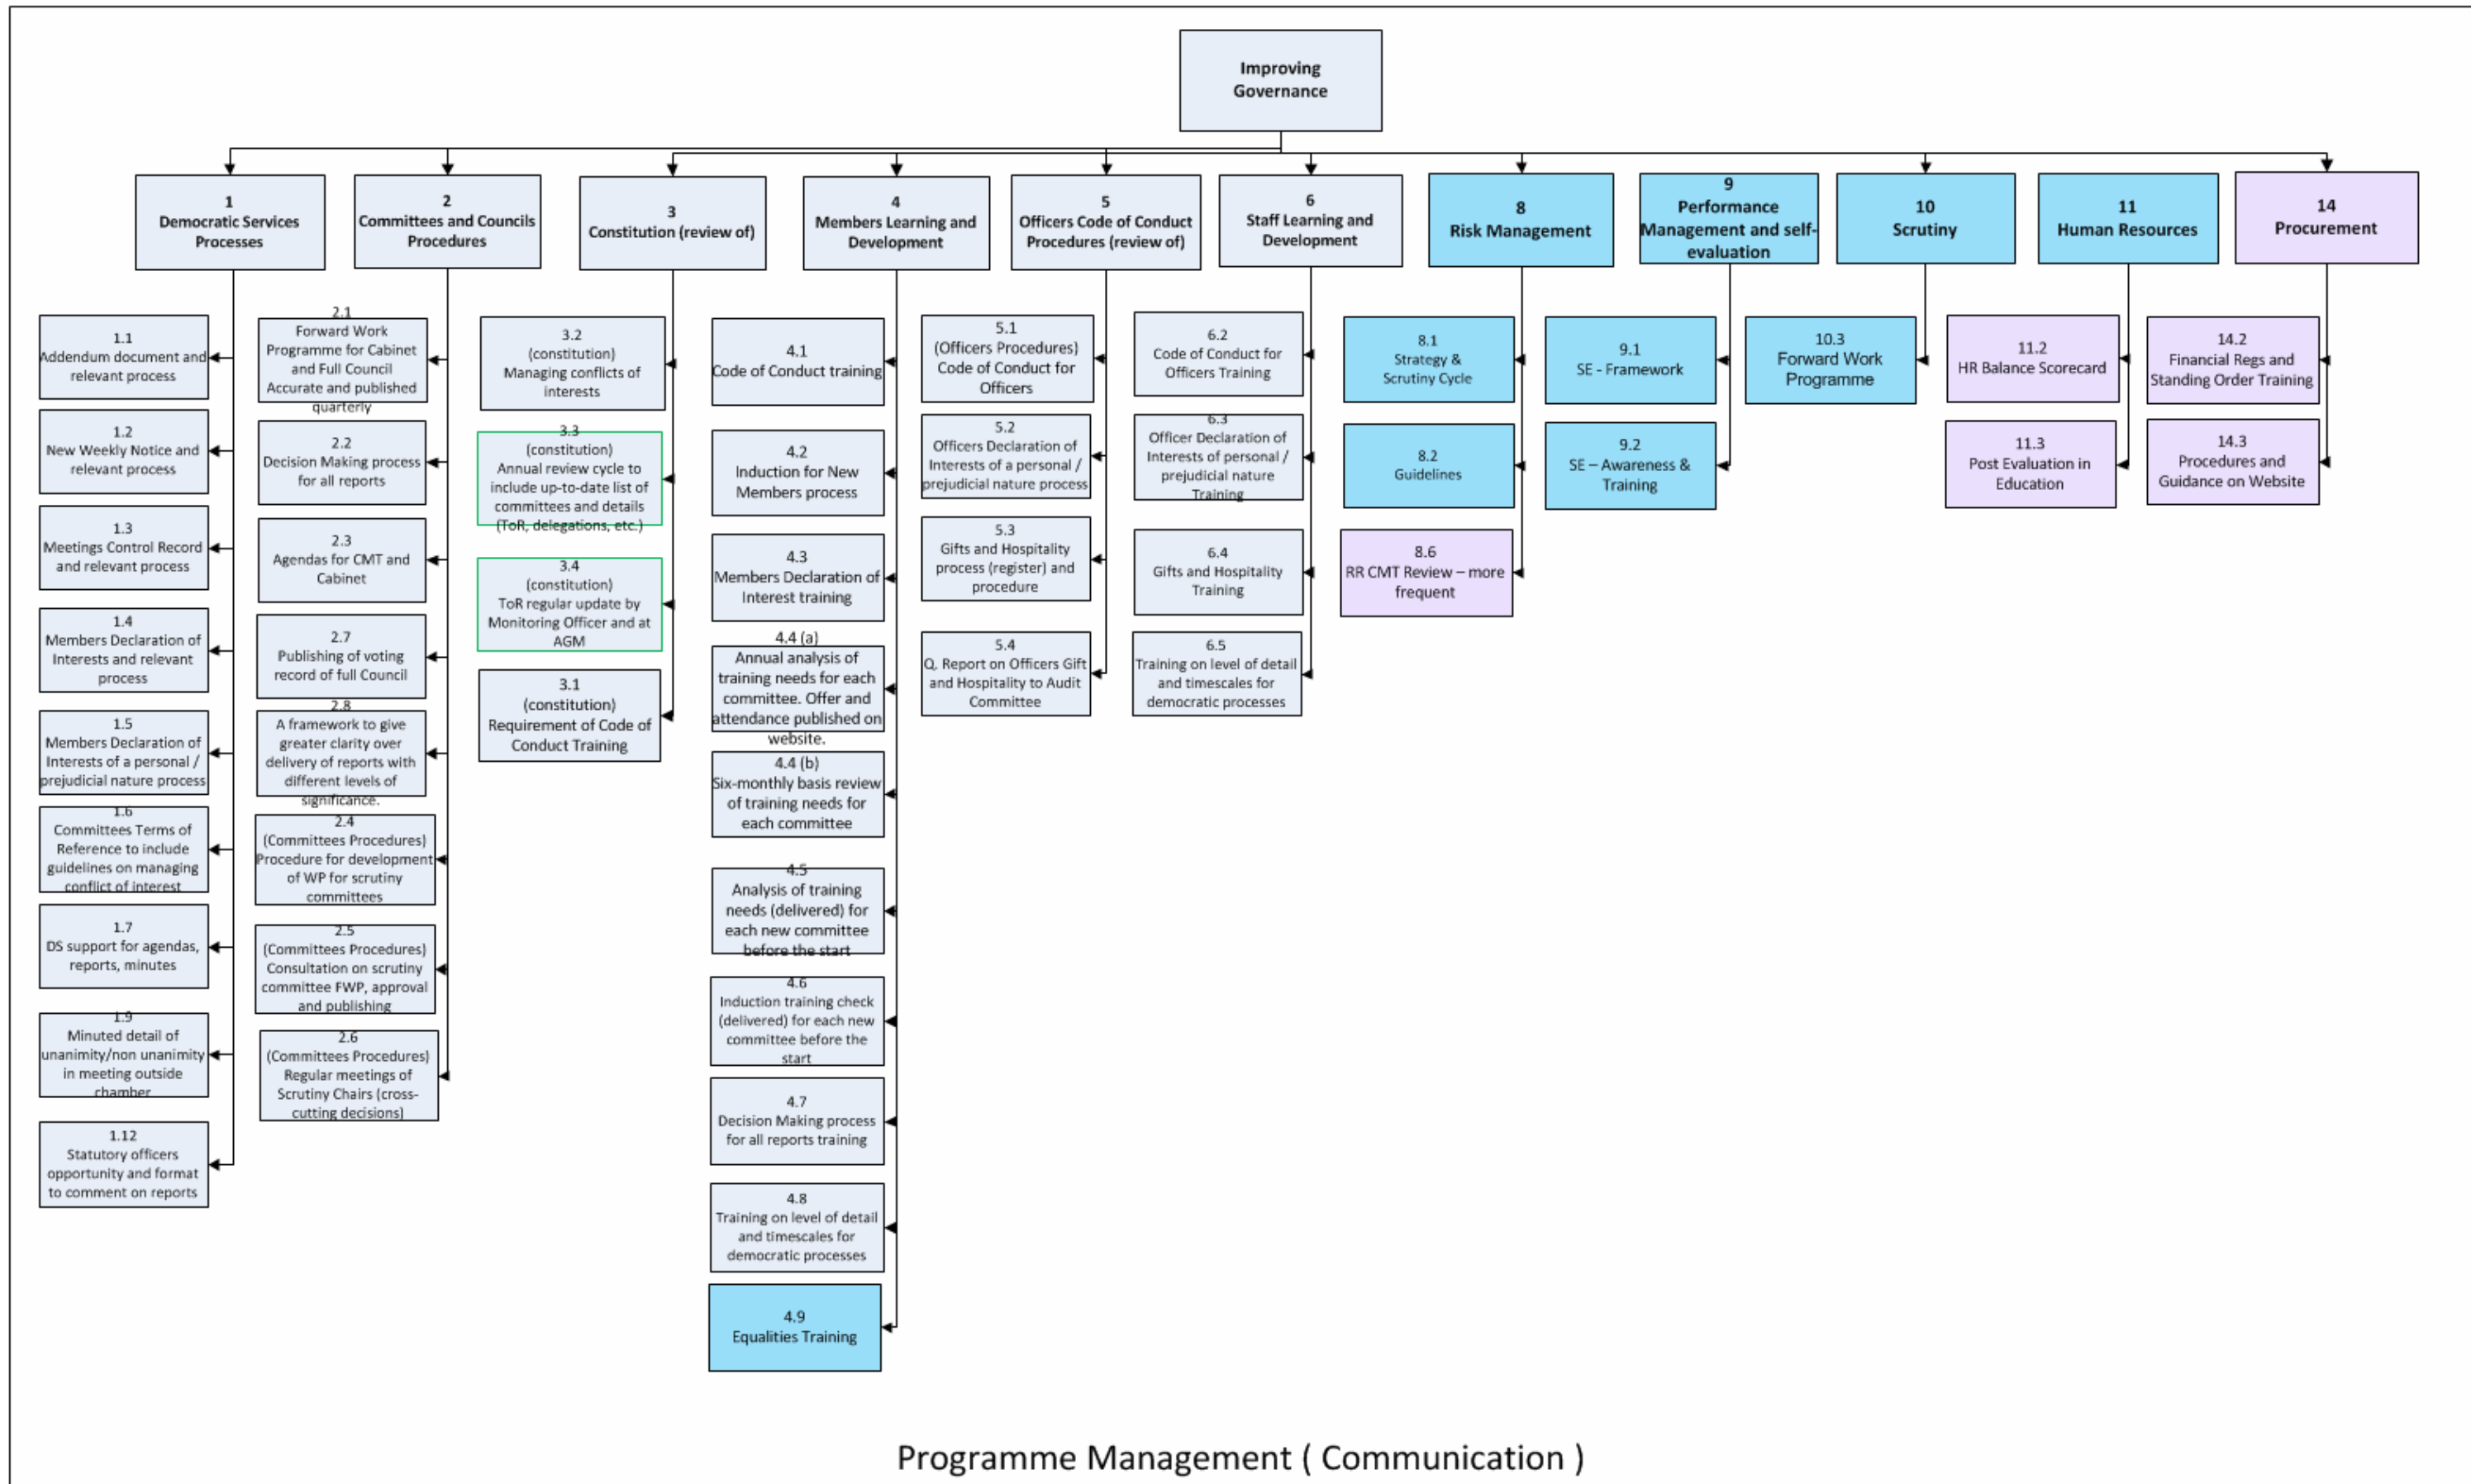 Improving
Governance
1
Democratic Services
Processes
2
Committees and Councils
Procedures
3
Constitution (review of)
4
Members Learning and
Development
5
Officers Code of Conduct
Procedures (review of)
6
Staff Learning and
Development
8
Risk Management
9
Performance
Management and self-
evaluation
10
Scrutiny
11
Human Resources
14
Procurement
1.1
Addendum document and
relevant process
1.2
New Weekly Notice and
relevant process
1.3
Meetings Control Record
and relevant process
1.4
Members Declaration of
Interests and relevant
process
1.5
Members Declaration of
Interests of a personal /
prejudicial nature process
1.6
Committees Terms of
Reference to include
guidelines on managing
conflict of interest
1.7
DS support for agendas,
reports, minutes
1.9
Minuted detail of
unanimity/non unanimity
in meeting outside
chamber
1.12
Statutory officers
opportunity and format
to comment on reports
2.1
Forward Work
Programme for Cabinet
and Full Council
Accurate and published
quarterly
2.2
Decision Making process
for all reports
2.3
Agendas for CMT and
Cabinet
2.7
Publishing of voting
record of full Council
2.8
A framework to give
greater clarity over
delivery of reports with
different levels of
significance.
2.4
(Committees Procedures)
Procedure for development
of WP for scrutiny
committees
2.5
(Committees Procedures)
Consultation on scrutiny
committee FWP, approval
and publishing
2.6
(Committees Procedures)
Regular meetings of
Scrutiny Chairs (cross-
cutting decisions)
3.2
(constitution)
Managing conflicts of
interests
3.3
(constitution)
Annual review cycle to
include up-to-date list of
committees and details
(ToR, delegations, etc.)
3.4
(constitution)
ToR regular update by
Monitoring Officer and at
AGM
3.1
(constitution)
Requirement of Code of
Conduct Training
4.1
Code of Conduct training
4.2
Induction for New
Members process
4.3
Members Declaration of
Interest training
4.4 (a)
Annual analysis of
training needs for each
committee. Offer and
attendance published on
website.
4.4 (b)
Six-monthly basis review
of training needs for
each committee
4.5
Analysis of training
needs (delivered) for
each new committee
before the start
4.6
Induction training check
(delivered) for each new
committee before the
start
4.7
Decision Making process
for all reports training
4.8
Training on level of detail
and timescales for
democratic processes
4.9
Equalities Training
5.1
(Officers Procedures)
Code of Conduct for
Officers
5.2
Officers Declaration of
Interests of a personal /
prejudicial nature process
5.3
Gifts and Hospitality
process (register) and
procedure
5.4
Q. Report on Officers Gift
and Hospitality to Audit
Committee
6.2
Code of Conduct for
Officers Training
6.3
Officer Declaration of
Interests of personal /
prejudicial nature
Training
6.4
Gifts and Hospitality
Training
6.5
Training on level of detail
and timescales for
democratic processes
8.1
Strategy &
Scrutiny Cycle
8.2
Guidelines
8.6
RR CMT Review – more
frequent
9.1
SE - Framework
9.2
SE – Awareness &
Training
10.3
Forward Work
Programme
11.2
HR Balance Scorecard
11.3
Post Evaluation in
Education
14.2
Financial Regs and
Standing Order Training
14.3
Procedures and
Guidance on Website
Programme Management ( Communication )